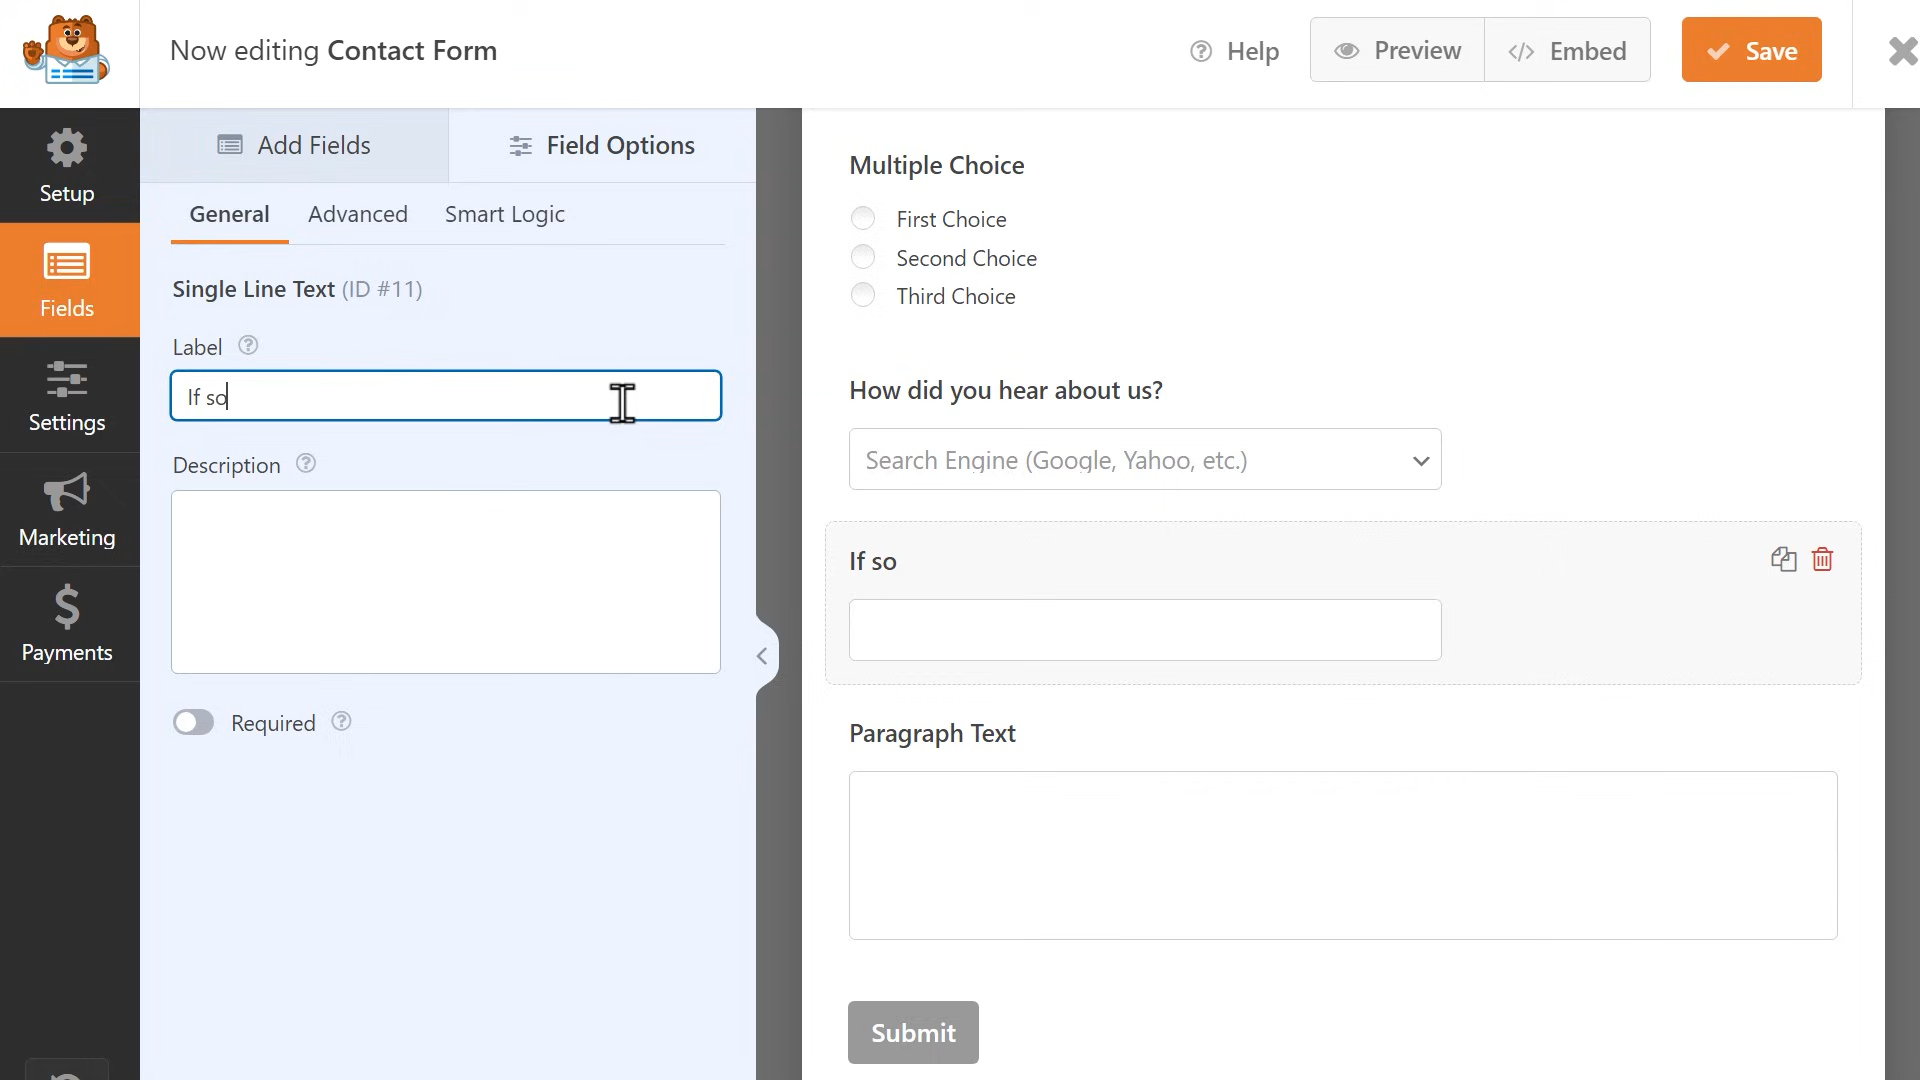 Now editing Contact Form
Help
Preview
Embed
Save
Setup
Fields
Settings
Marketing
Payments
Add Fields
Field Options
General
Advanced
Smart Logic
Single Line Text (ID #11)
Label
If so
Description
Required
Multiple Choice
First Choice
Second Choice
Third Choice
How did you hear about us?
Search Engine (Google, Yahoo, etc.)
If so
Paragraph Text
Submit